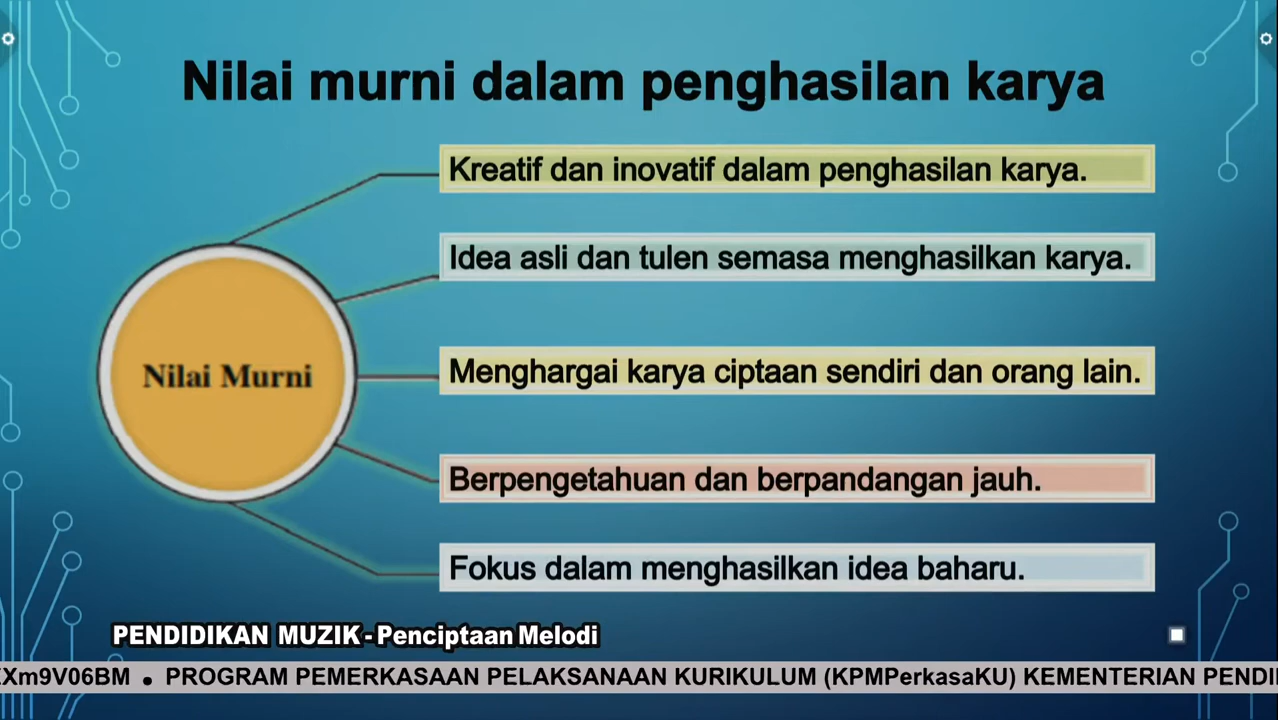 Nilai murni dalam penghasilan karya
Kreatif dan inovatif dalam penghasilan karya.
Idea asli dan tulen semasa menghasilkan karya.
Nilai Murni
Menghargai karya ciptaan sendiri dan orang lain.
Berpengetahuan dan berpandangan jauh.
Fokus dalam menghasilkan idea baharu.
PENDIDIKAN MUZIK - Penciptaan Melodi
Xm9V06BM • PROGRAM PEMERKASAAN PELAKSANAAN KURIKULUM (KPMPerkasaKU) KEMENTERIAN PENDI